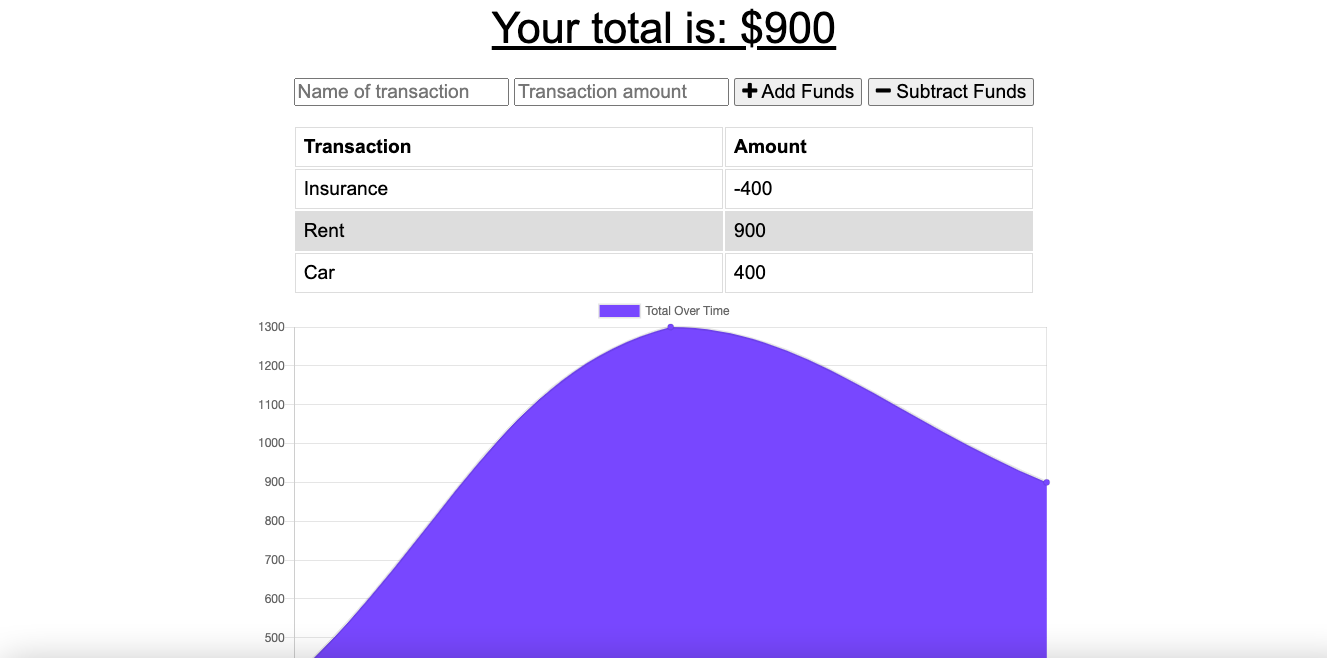 Your total is: $900
Name of transaction Transaction amount Add Funds Subtract Funds
Transaction Amount
Insurance -400
Rent 900
Car 400
Total Over Time
1300
1200
1100
1000
900
800
700
600
500